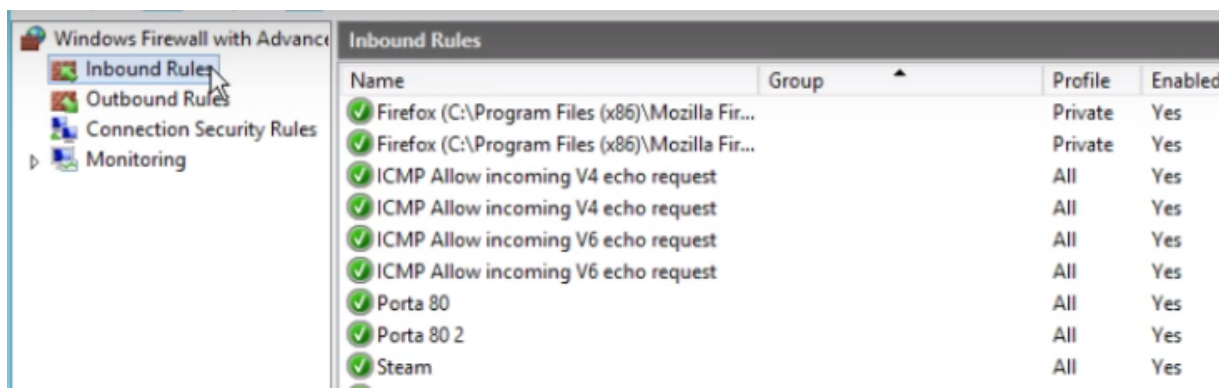 Windows Firewall with Advance
Inbound Rules
Outbound Rules
Connection Security Rules
Monitoring
Inbound Rules
Name Group Profile Enabled
Firefox (C:\Program Files (x86)\Mozilla Fir... Private Yes
Firefox (C:\Program Files (x86)\Mozilla Fir... Private Yes
ICMP Allow incoming V4 echo request All Yes
ICMP Allow incoming V4 echo request All Yes
ICMP Allow incoming V6 echo request All Yes
ICMP Allow incoming V6 echo request All Yes
Porta 80 All Yes
Porta 80 2 All Yes
Steam All Yes